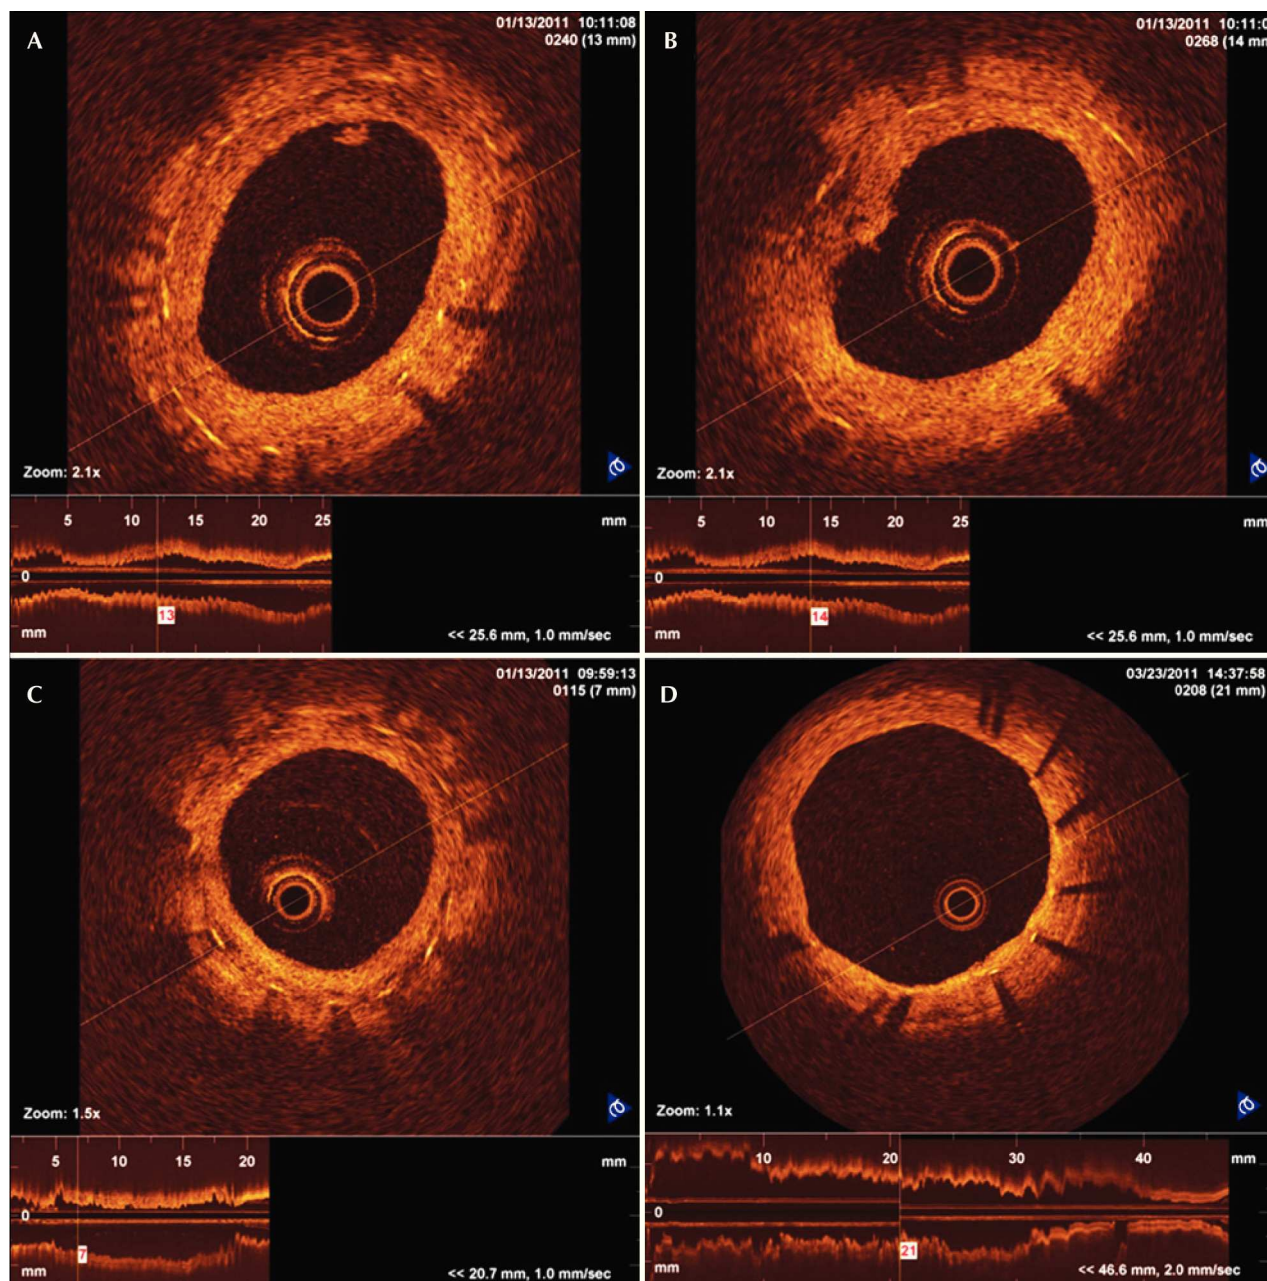 A
01/13/2011 10:11:08
0240 (13 mm)
Zoom: 2.1x
5 10 15 20 25 mm
0
13
mm
<< 25.6 mm, 1.0 mm/sec
B
01/13/2011 10:11:0
0268 (14 mm
Zoom: 2.1x
5 10 15 20 25 mm
0
14
mm
<< 25.6 mm, 1.0 mm/sec
C
01/13/2011 09:59:13
0115 (7 mm)
Zoom: 1.5x
5 10 15 20 mm
0
7
mm
<< 20.7 mm, 1.0 mm/sec
D
03/23/2011 14:37:58
0208 (21 mm)
Zoom: 1.1x
10 20 30 40 mm
0
21
mm
<< 46.6 mm, 2.0 mm/sec